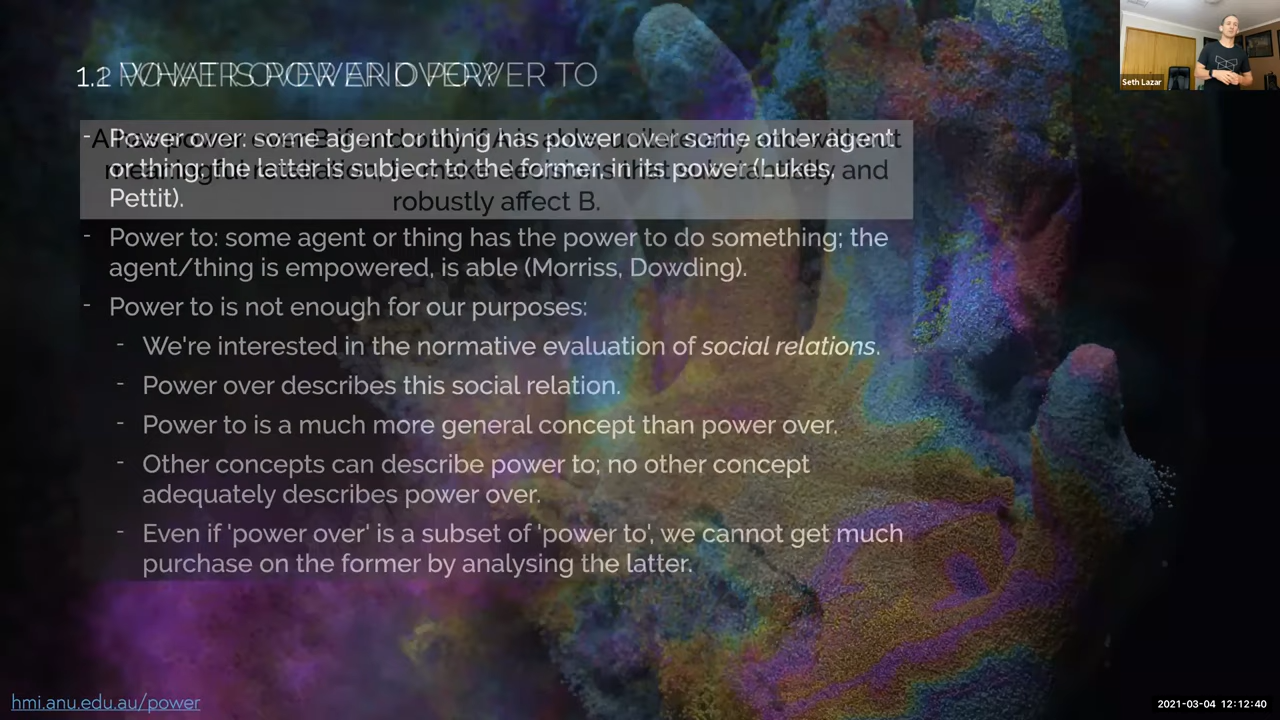 Seth Lazar
1.2 POWER OVER AND POWER TO
- Power over: some agent or thing has power over some other agent
or thing; the latter is subject to the former, in its power (Lukes,
Pettit).
robustly affect B.
- Power to: some agent or thing has the power to do something; the
agent/thing is empowered, is able (Morriss, Dowding).
- Power to is not enough for our purposes:
- We're interested in the normative evaluation of social relations.
- Power over describes this social relation.
- Power to is a much more general concept than power over.
- Other concepts can describe power to; no other concept
adequately describes power over.
- Even if 'power over' is a subset of 'power to', we cannot get much
purchase on the former by analysing the latter.
hmi.anu.edu.au/power
2021-03-04 12:12:40